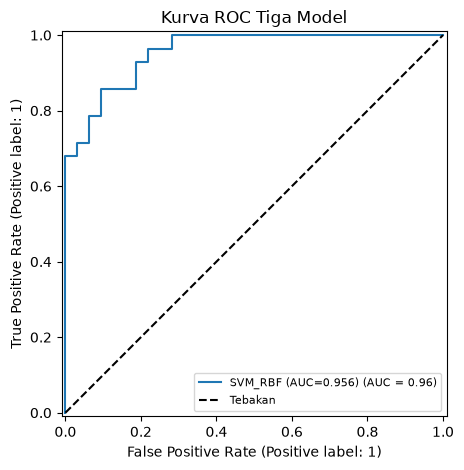 Kurva ROC Tiga Model
True Positive Rate (Positive label: 1)
1.0
0.8
0.6
0.4
0.2
0.0
SVM_RBF (AUC=0.956) (AUC = 0.96)
Tebakan
0.0 0.2 0.4 0.6 0.8 1.0
False Positive Rate (Positive label: 1)